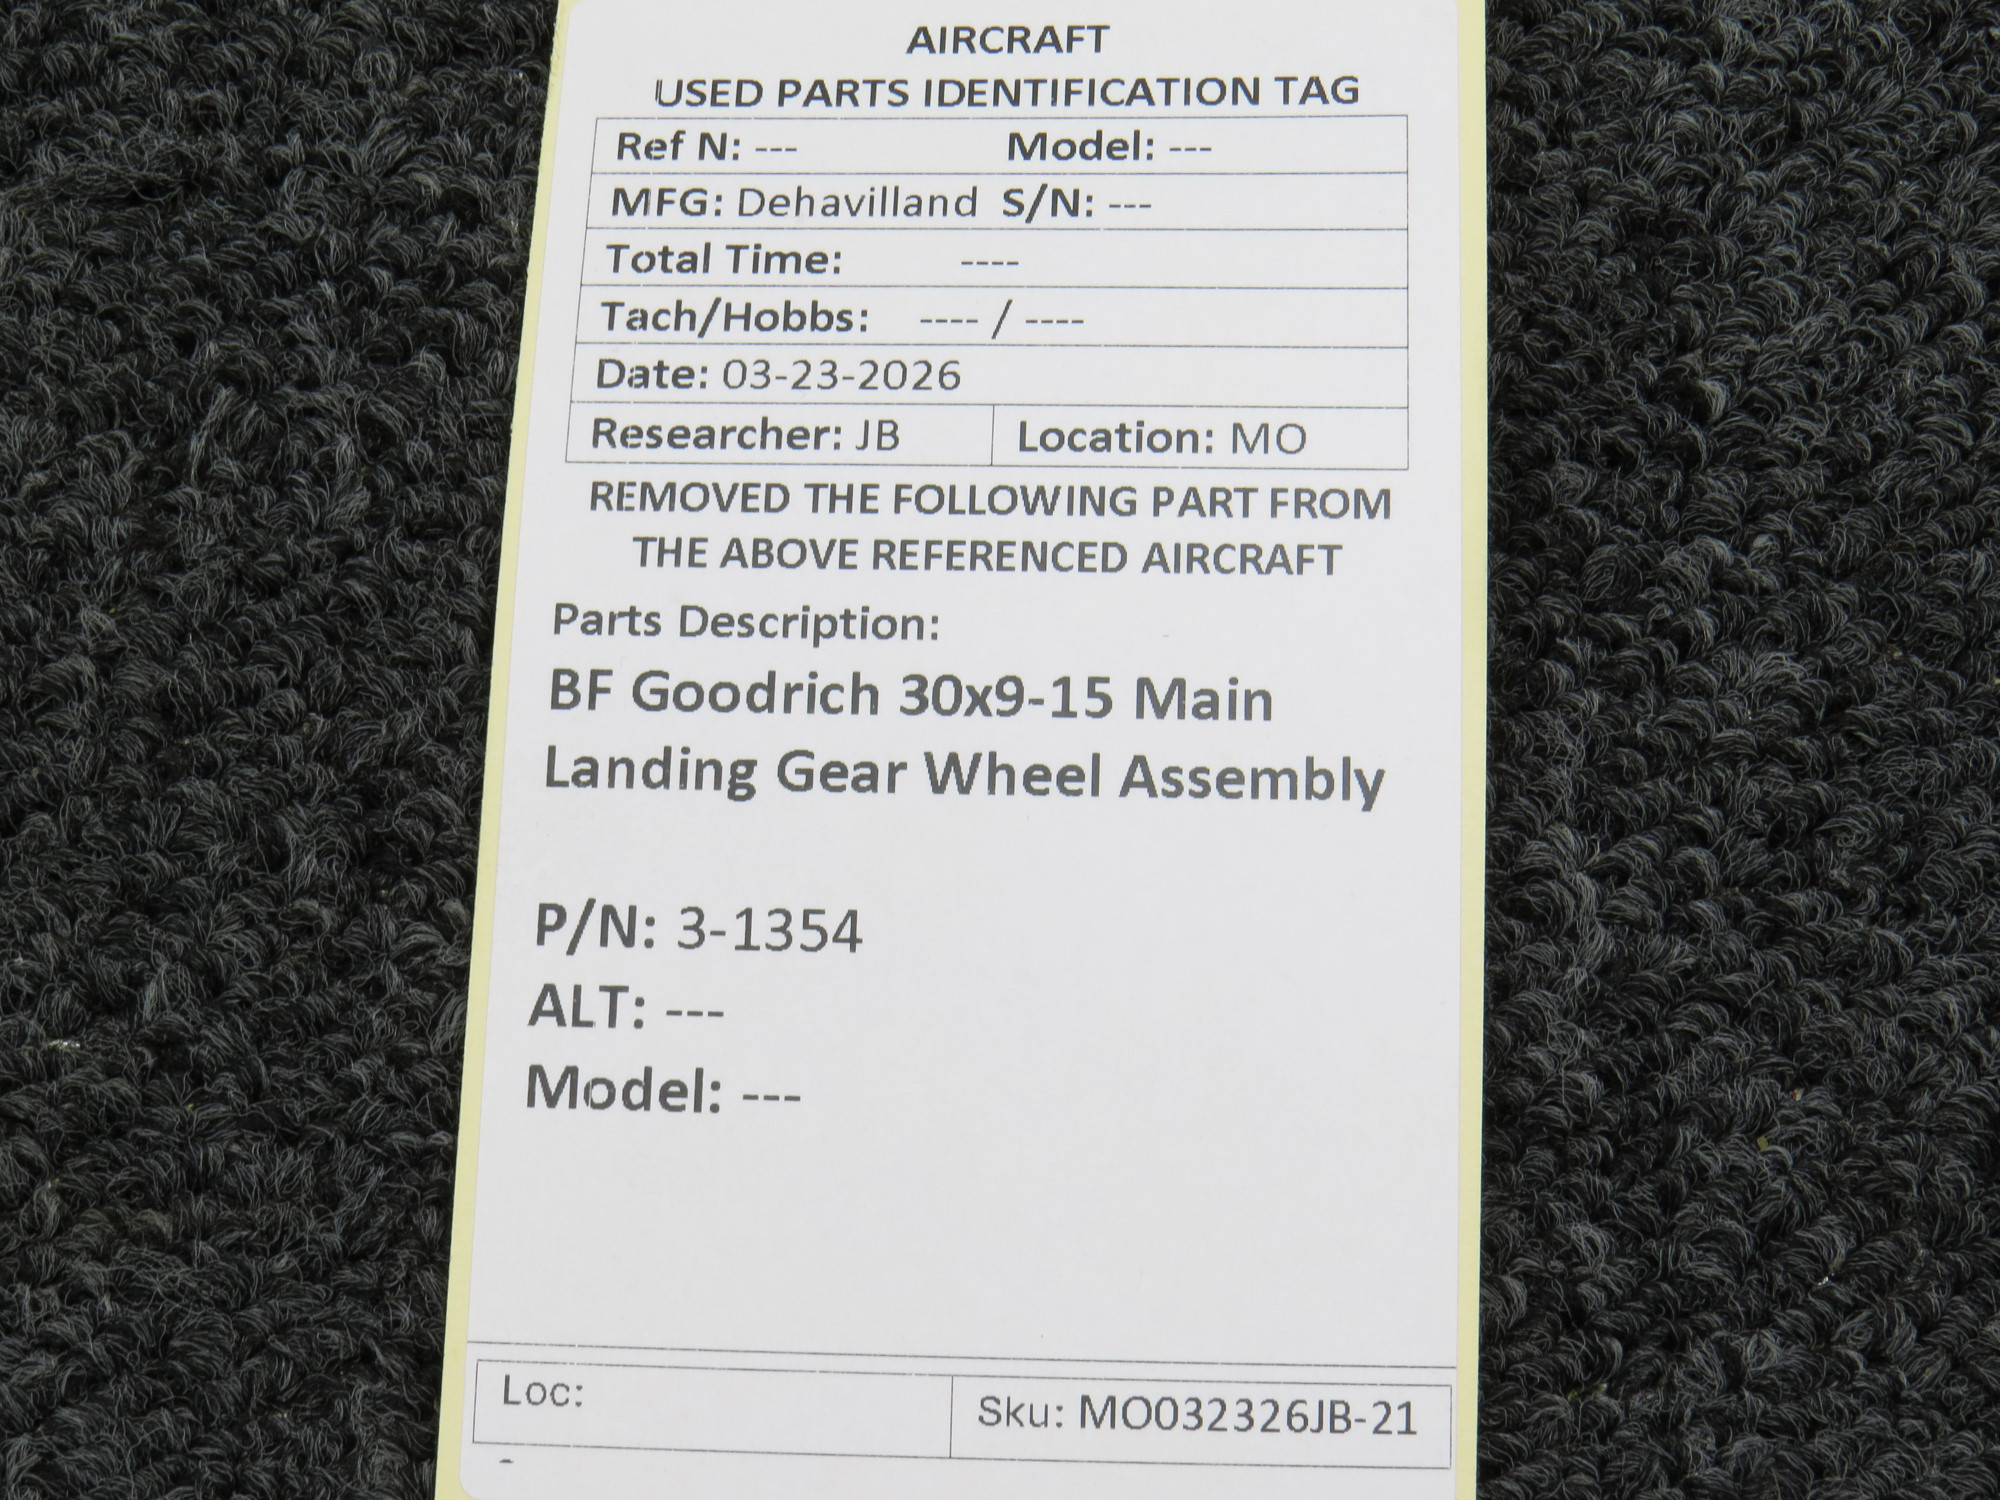 AIRCRAFT
USED PARTS IDENTIFICATION TAG
Ref N: --- Model: ---
MFG: Dehavilland S/N: ---
Total Time: ----
Tach/Hobbs: ---- / ----
Date: 03-23-2026
Researcher: JB Location: MO
REMOVED THE FOLLOWING PART FROM
THE ABOVE REFERENCED AIRCRAFT
Parts Description:
BF Goodrich 30x9-15 Main
Landing Gear Wheel Assembly
P/N: 3-1354
ALT: ---
Model: ---
Loc: Sku: MO032326JB-21